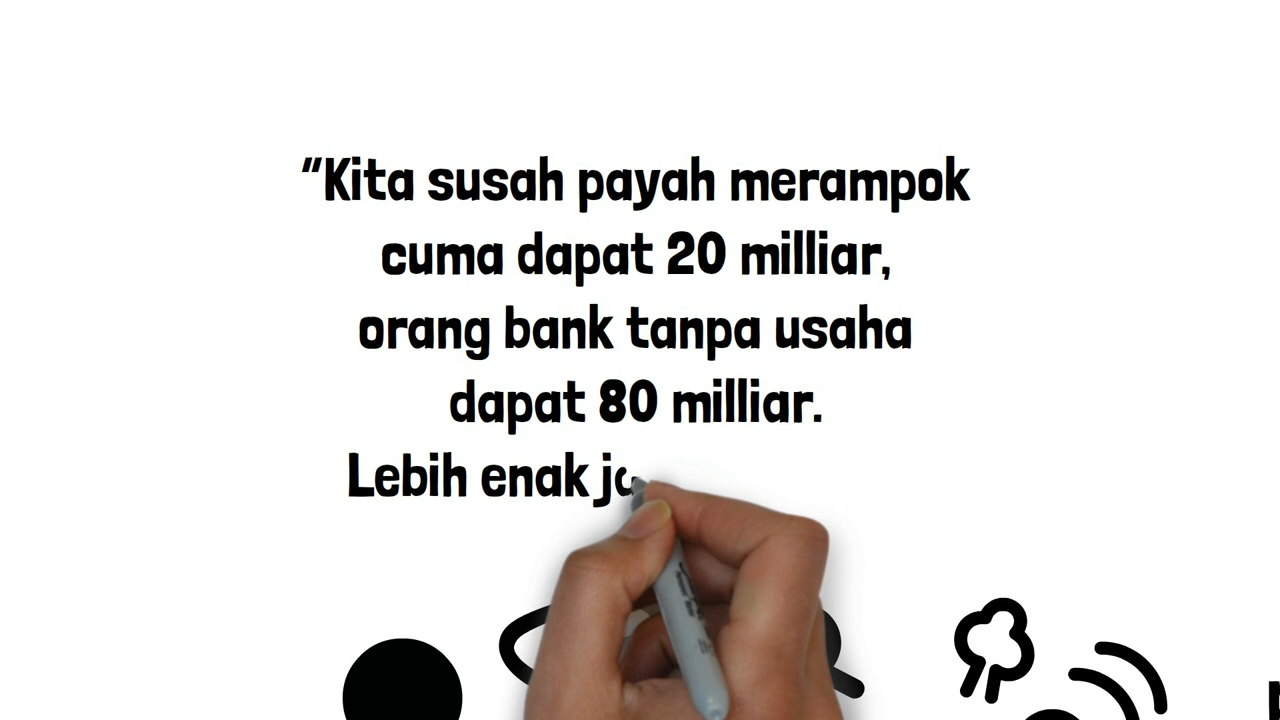 “Kita susah payah merampok
cuma dapat 20 milliar,
orang bank tanpa usaha
dapat 80 milliar.
Lebih enak